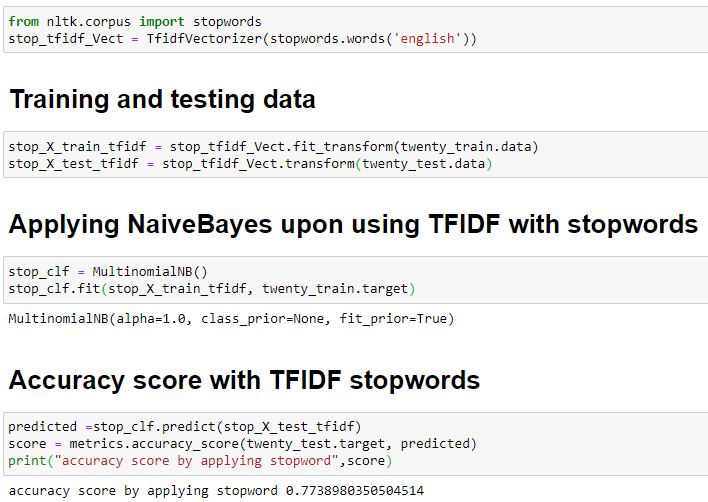 from nltk.corpus import stopwords
stop_tfidf_Vect = TfidfVectorizer(stopwords.words('english'))
Training and testing data
stop_X_train_tfidf = stop_tfidf_Vect.fit_transform(twenty_train.data)
stop_X_test_tfidf = stop_tfidf_Vect.transform(twenty_test.data)
Applying NaiveBayes upon using TFIDF with stopwords
stop_clf = MultinomialNB()
stop_clf.fit(stop_X_train_tfidf, twenty_train.target)
MultinomialNB(alpha=1.0, class_prior=None, fit_prior=True)
Accuracy score with TFIDF stopwords
predicted =stop_clf.predict(stop_X_test_tfidf)
score = metrics.accuracy_score(twenty_test.target, predicted)
print("accuracy score by applying stopword",score)
accuracy score by applying stopword 0.7738980350504514